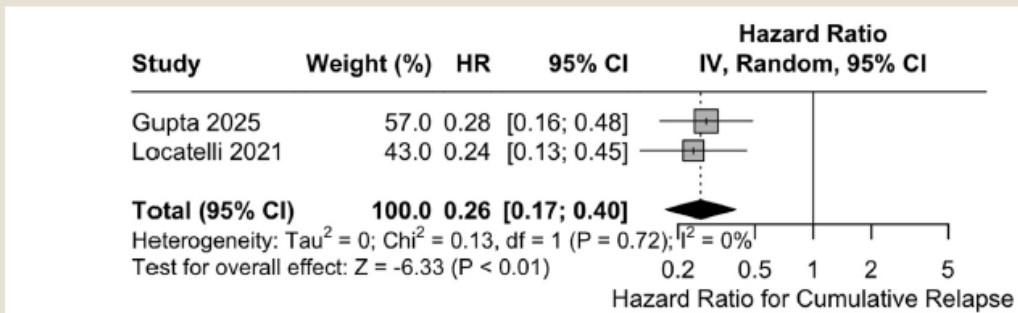 Hazard Ratio
Study Weight (%) HR 95% CI IV, Random, 95% CI
Gupta 2025 57.0 0.28 [0.16; 0.48]
Locatelli 2021 43.0 0.24 [0.13; 0.45]
Total (95% CI) 100.0 0.26 [0.17; 0.40]
Heterogeneity: Tau² = 0; Chi² = 0.13, df = 1 (P = 0.72); I² = 0%
Test for overall effect: Z = -6.33 (P < 0.01) 0.2 0.5 1 2 5
Hazard Ratio for Cumulative Relapse